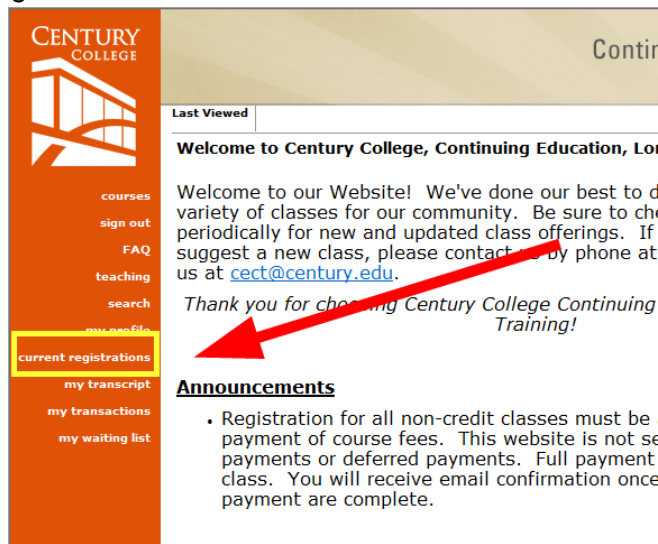 CENTURY
COLLEGE
Contin
Last Viewed
Welcome to Century College, Continuing Education, Lo
courses
sign out
FAQ
teaching
search
my profile
current registrations
my transcript
my transactions
my waiting list
Welcome to our Website! We've done our best to d
variety of classes for our community. Be sure to che
periodically for new and updated class offerings. If
suggest a new class, please contact us by phone at
us at cect@century.edu.
Thank you for choosing Century College Continuing
Training!
Announcements
• Registration for all non-credit classes must be
payment of course fees. This website is not se
payments or deferred payments. Full payment
class. You will receive email confirmation once
payment are complete.